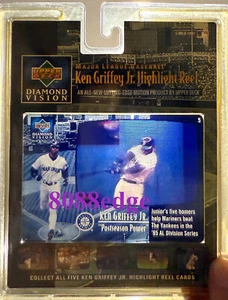 MAJOR LEAGUE BASEBALL
Ken Griffey Jr. Highlight Reel
UPPER DECK
DIAMOND VISION
AN ALL-NEW CUTTING-EDGE MOTION PRODUCT BY UPPER DECK
UPPER DECK
DIAMOND VISION
8088edge
KEN GRIFFEY JR.
"Postseason Power"
Junior's five homers
help Mariners beat
The Yankees in the
'95 AL Division Series
COLLECT ALL FIVE KEN GRIFFEY JR. HIGHLIGHT REEL CARDS